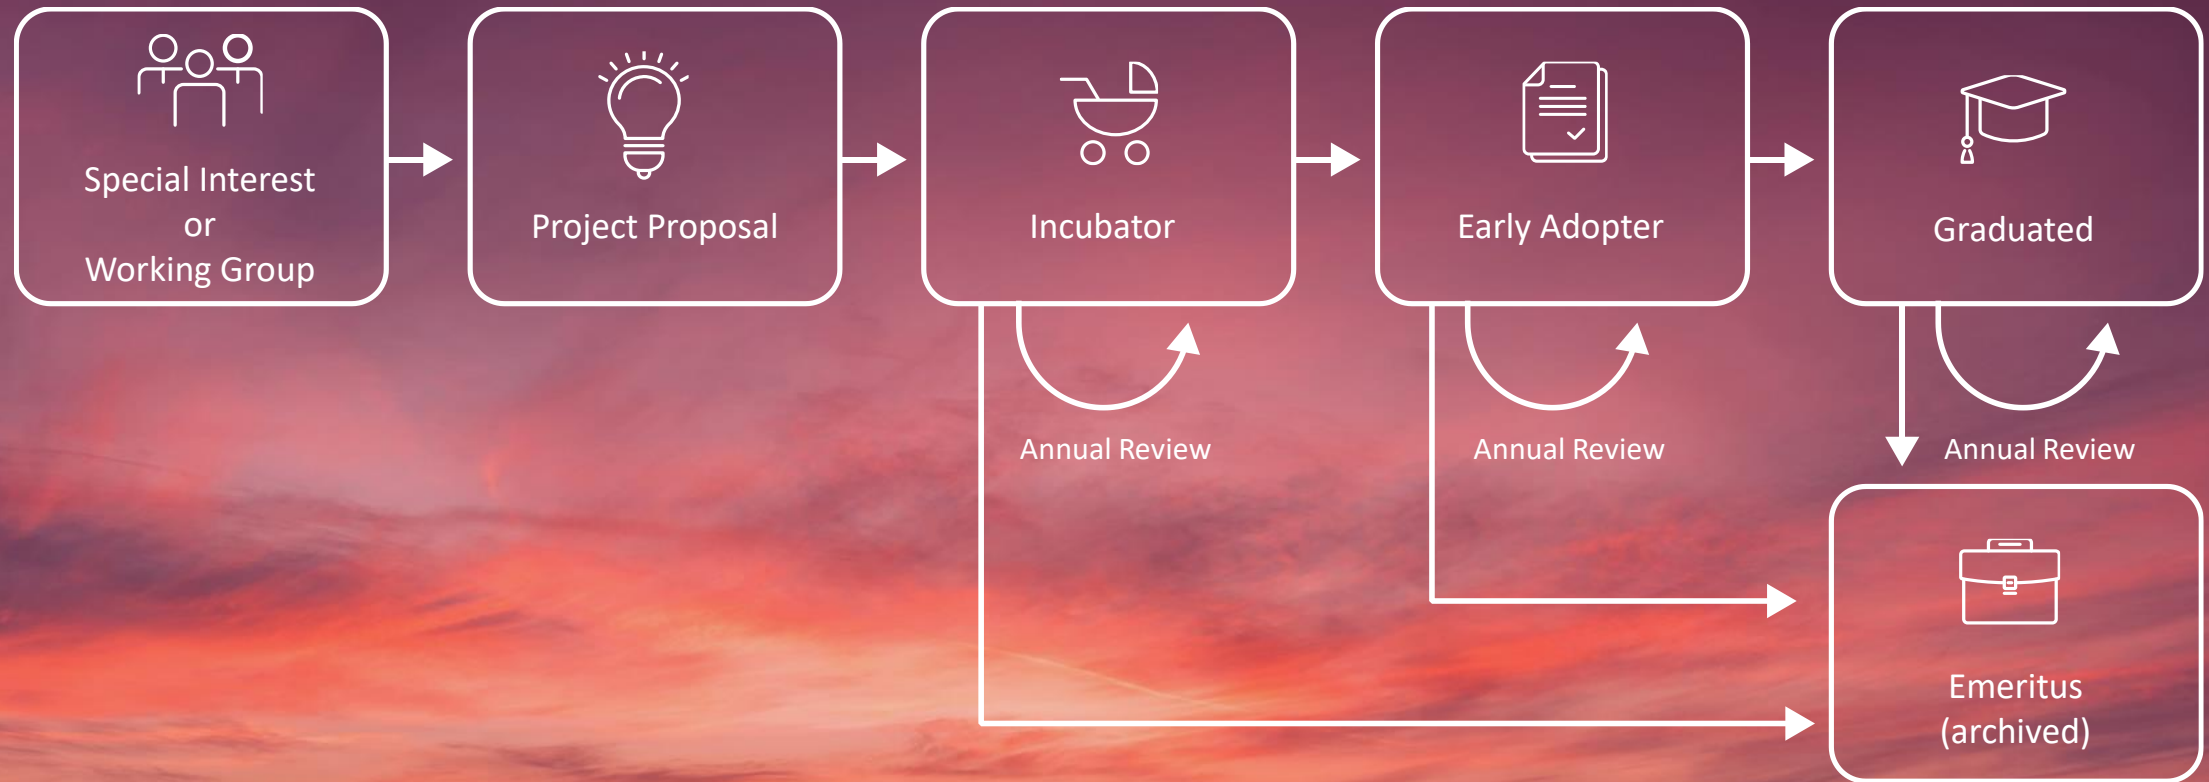 Special Interest
or
Working Group
Project Proposal
Incubator
Early Adopter
Graduated
Annual Review
Annual Review
Annual Review
Emeritus
(archived)